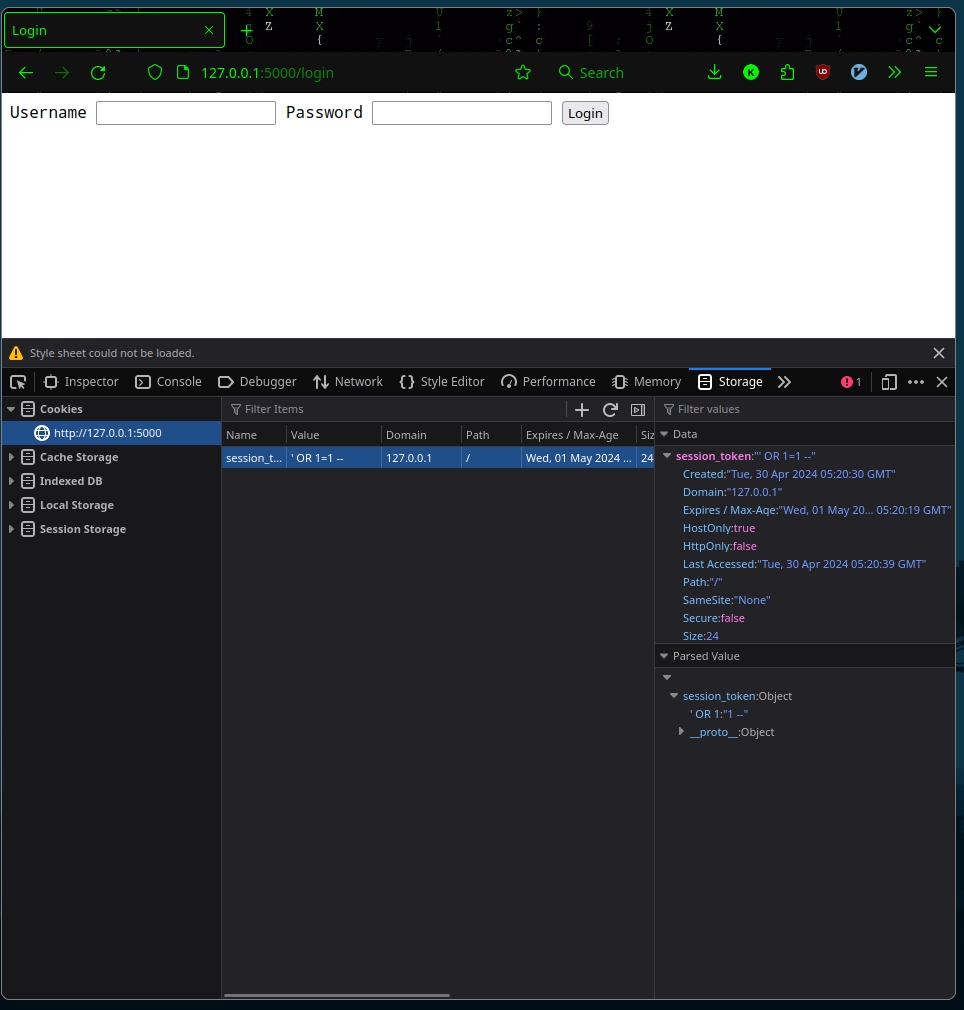 Login
127.0.0.1:5000/login
Search
Username
Password
Login
Style sheet could not be loaded.
Inspector
Console
Debugger
Network
Style Editor
Performance
Memory
Storage
1
Cookies
http://127.0.0.1:5000
Cache Storage
Indexed DB
Local Storage
Session Storage
Filter Items
Name Value Domain Path Expires / Max-Age Siz
session_t... ' OR 1=1 -- 127.0.0.1 / Wed, 01 May 2024 ... 24
Filter values
Data
session_token:"' OR 1=1 --"
Created:"Tue, 30 Apr 2024 05:20:30 GMT"
Domain:"127.0.0.1"
Expires / Max-Age:"Wed, 01 May 20... 05:20:19 GMT"
HostOnly:true
HttpOnly:false
Last Accessed:"Tue, 30 Apr 2024 05:20:39 GMT"
Path:"/"
SameSite:"None"
Secure:false
Size:24
Parsed Value
session_token:Object
' OR 1:"1 --"
__proto__:Object